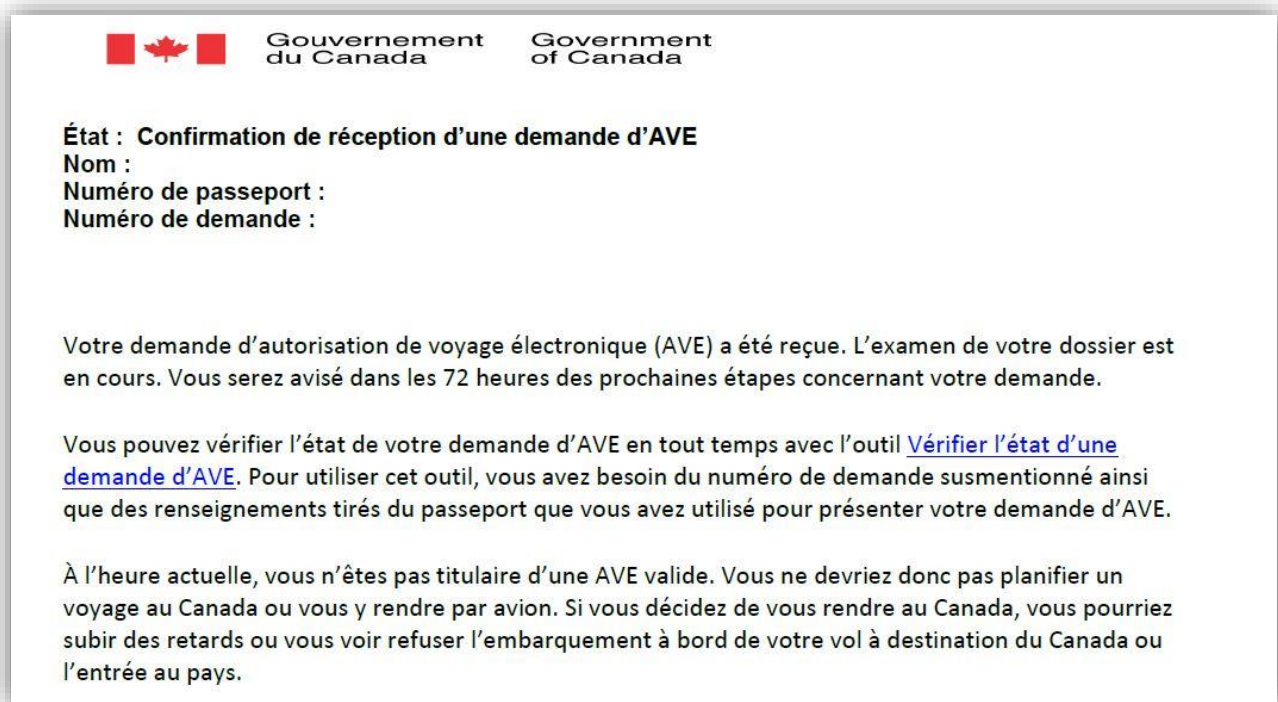 Gouvernement du Canada
Government of Canada
État : Confirmation de réception d’une demande d’AVE
Nom :
Numéro de passeport :
Numéro de demande :
Votre demande d’autorisation de voyage électronique (AVE) a été reçue. L’examen de votre dossier est
en cours. Vous serez avisé dans les 72 heures des prochaines étapes concernant votre demande.
Vous pouvez vérifier l’état de votre demande d’AVE en tout temps avec l’outil Vérifier l’état d’une
demande d’AVE. Pour utiliser cet outil, vous avez besoin du numéro de demande susmentionné ainsi
que des renseignements tirés du passeport que vous avez utilisé pour présenter votre demande d’AVE.
À l’heure actuelle, vous n’êtes pas titulaire d’une AVE valide. Vous ne devriez donc pas planifier un
voyage au Canada ou vous y rendre par avion. Si vous décidez de vous rendre au Canada, vous pourriez
subir des retards ou vous voir refuser l’embarquement à bord de votre vol à destination du Canada ou
l’entrée au pays.